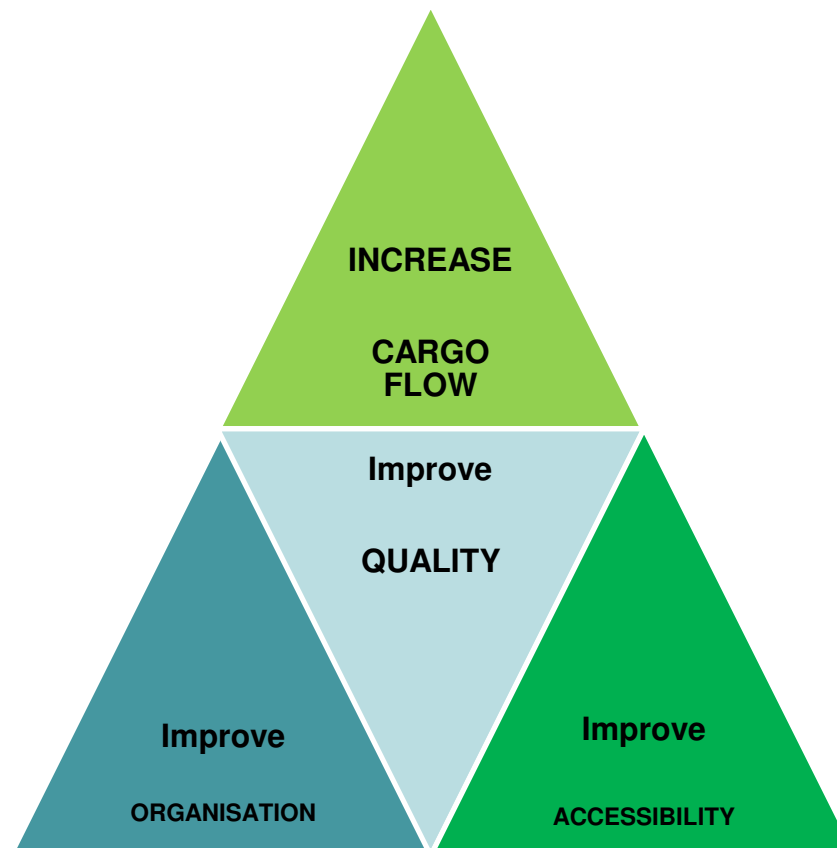 INCREASE
CARGO
FLOW
Improve
QUALITY
Improve
ORGANISATION
Improve
ACCESSIBILITY